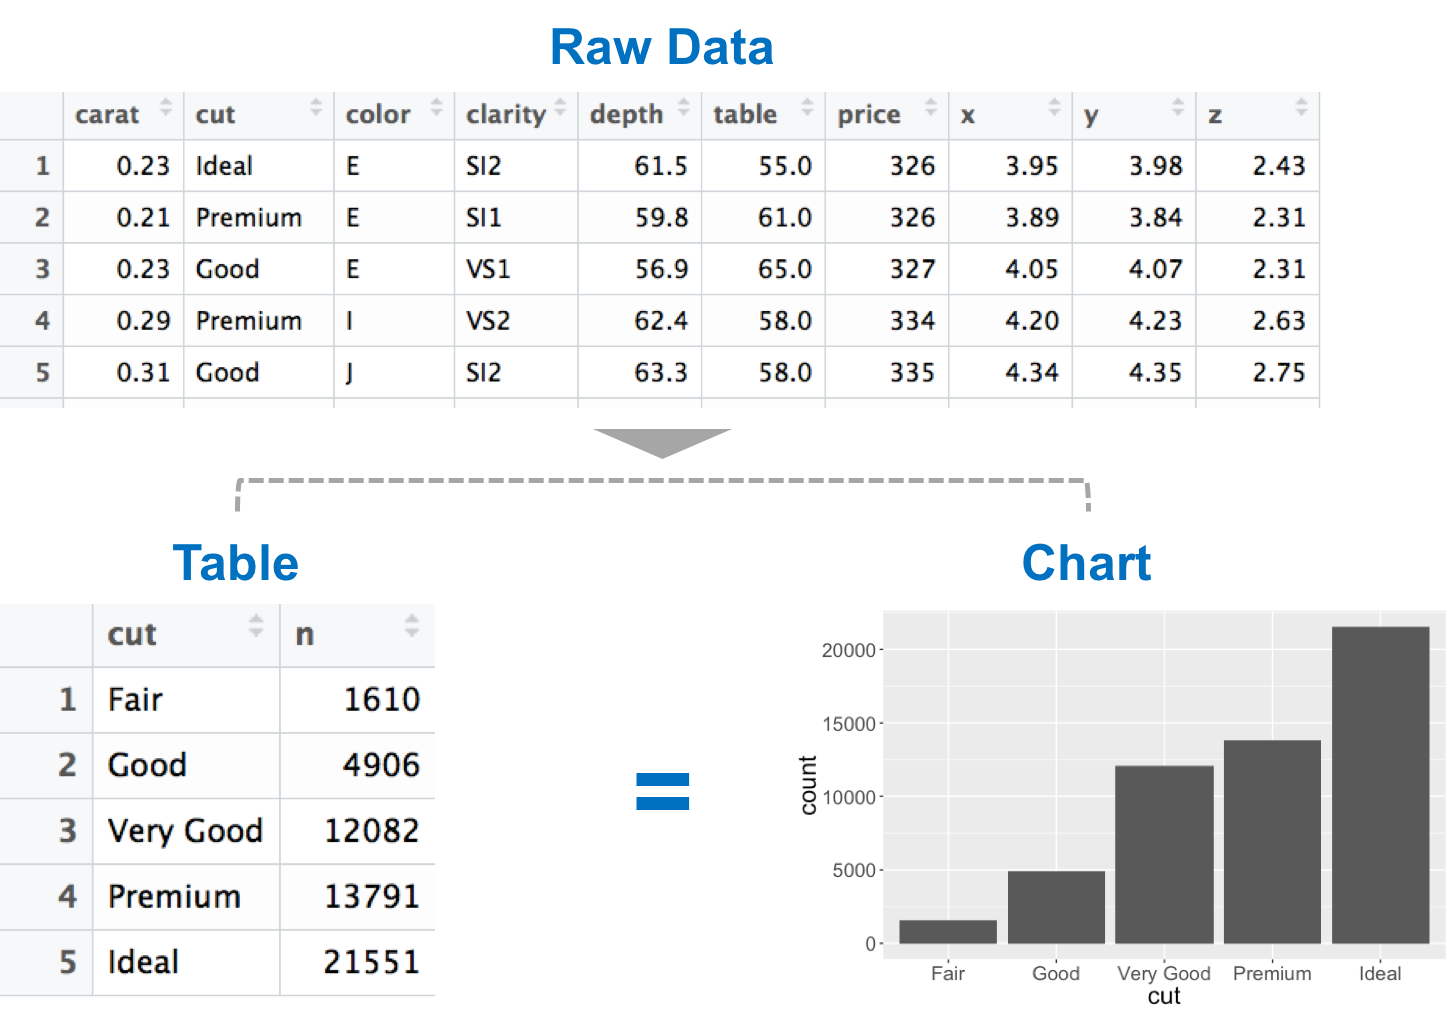 Raw Data
carat cut color clarity depth table price x y z
1 0.23 Ideal E SI2 61.5 55.0 326 3.95 3.98 2.43
2 0.21 Premium E SI1 59.8 61.0 326 3.89 3.84 2.31
3 0.23 Good E VS1 56.9 65.0 327 4.05 4.07 2.31
4 0.29 Premium I VS2 62.4 58.0 334 4.20 4.23 2.63
5 0.31 Good J SI2 63.3 58.0 335 4.34 4.35 2.75
Table
cut n
1 Fair 1610
2 Good 4906
3 Very Good 12082
4 Premium 13791
5 Ideal 21551
=
Chart
count
20000
15000
10000
5000
0
Fair Good Very Good Premium Ideal
cut